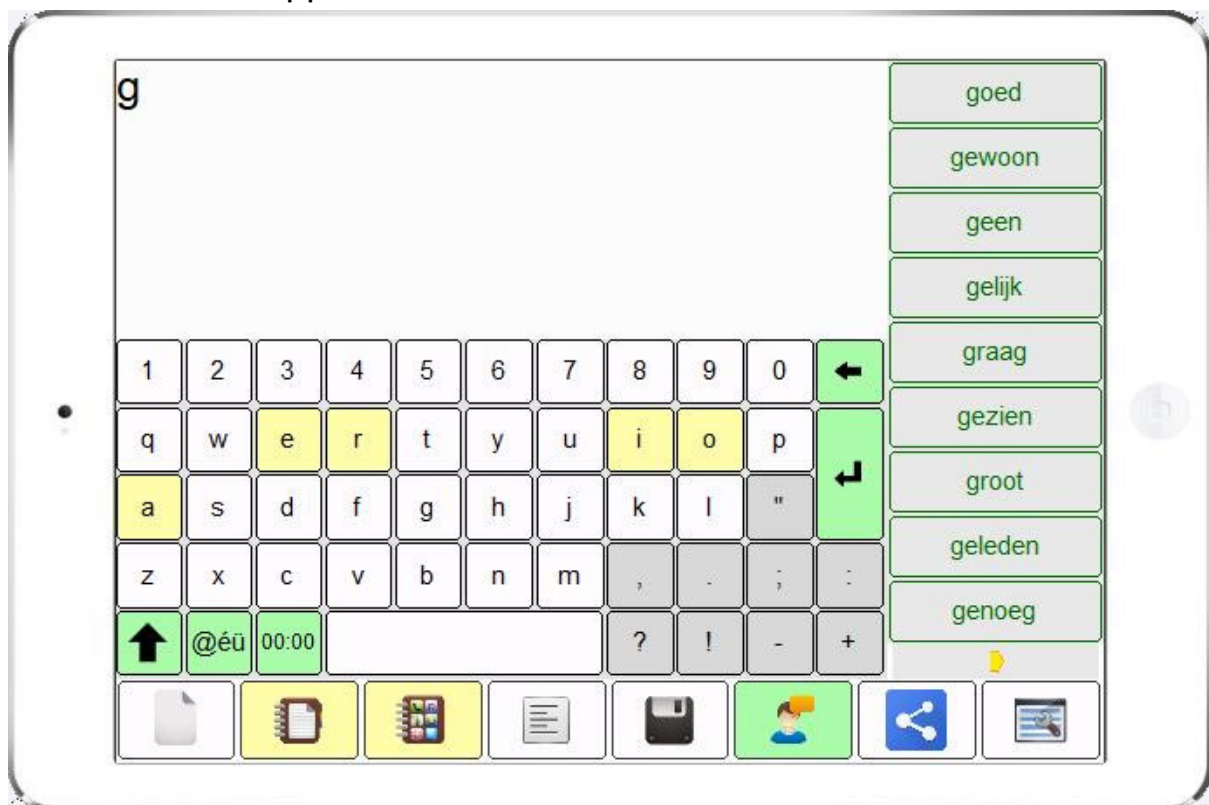 pp
g
goed
gewoon
geen
gelijk
graag
gezien
groot
geleden
genoeg
1 2 3 4 5 6 7 8 9 0
q w e r t y u i o p
a s d f g h j k l "
z x c v b n m , . ; :
@éü 00:00 ? ! - +